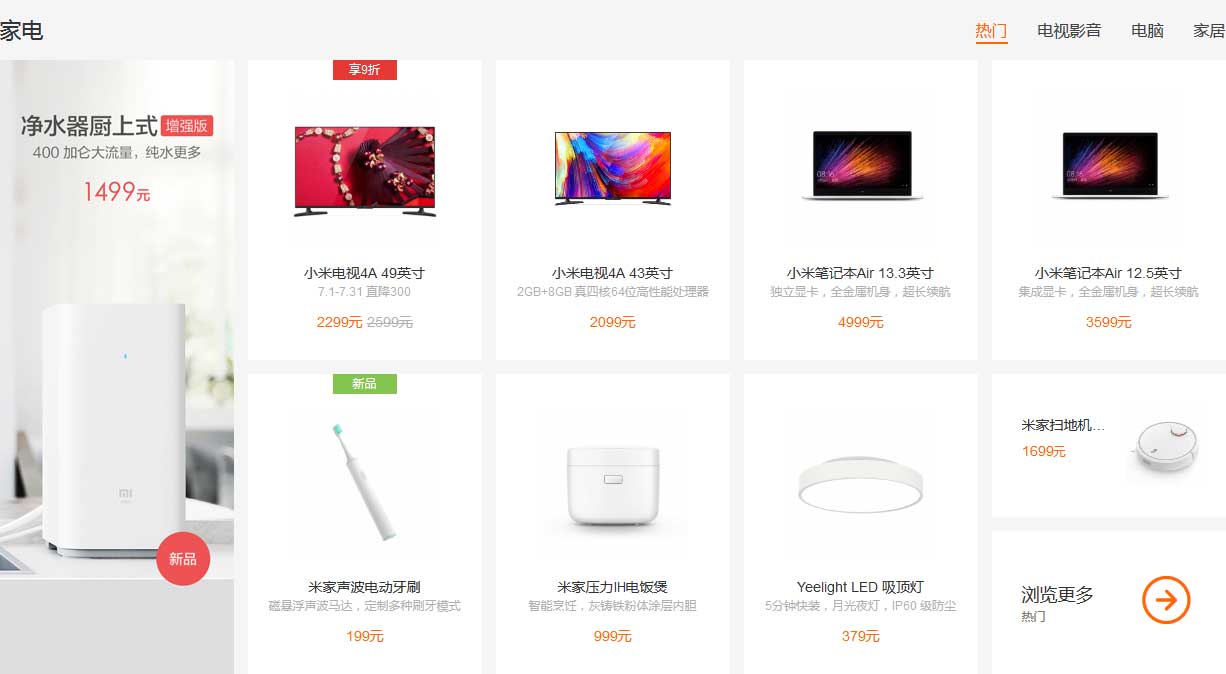 家电
热门
电视影音
电脑
家居
净水器厨上式 增强版
400 加仑大流量，纯水更多
1499元
新品
享9折
小米电视4A 49英寸
7.1-7.31 直降300
2299元 2599元
小米电视4A 43英寸
2GB+8GB 真四核64位高性能处理器
2099元
小米笔记本Air 13.3英寸
独立显卡，全金属机身，超长续航
4999元
小米笔记本Air 12.5英寸
集成显卡，全金属机身，超长续航
3599元
新品
米家声波电动牙刷
磁悬浮声波马达，定制多种刷牙模式
199元
米家压力IH电饭煲
智能烹饪，灰铸铁粉体涂层内胆
999元
Yeelight LED 吸顶灯
5分钟快装，月光夜灯，IP60 级防尘
379元
米家扫地机...
1699元
浏览更多
热门